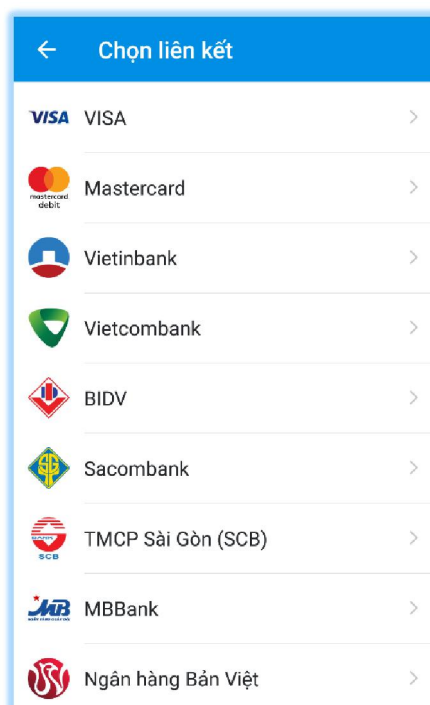 Chọn liên kết
VISA VISA
mastercard
debit
Mastercard
Vietinbank
Vietcombank
BIDV
Sacombank
SCB
TMCP Sài Gòn (SCB)
MB MBBank
Ngân hàng Bản Việt